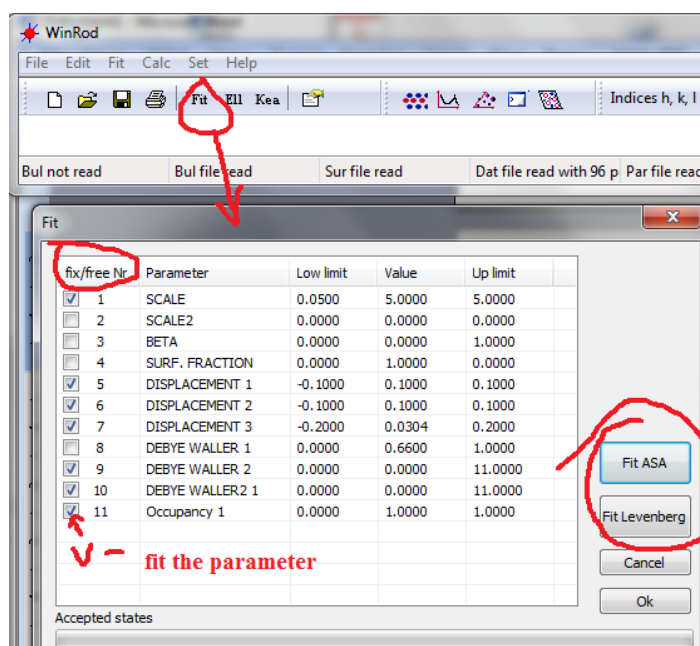 WinRod
File Edit Fit Calc Set Help
Fit Ell Kea Indices h, k, l
Bul not read Bul file read Sur file read Dat file read with 96 p Par file read
Fit
fix/free Nr Parameter Low limit Value Up limit
1 SCALE 0.0500 5.0000 5.0000
2 SCALE2 0.0000 0.0000 0.0000
3 BETA 0.0000 0.0000 1.0000
4 SURF. FRACTION 0.0000 1.0000 0.0000
5 DISPLACEMENT 1 -0.1000 0.1000 0.1000
6 DISPLACEMENT 2 -0.1000 0.1000 0.1000
7 DISPLACEMENT 3 -0.2000 0.0304 0.2000
8 DEBYE WALLER 1 0.0000 0.6600 1.0000
9 DEBYE WALLER 2 0.0000 0.0000 11.0000
10 DEBYE WALLER2 1 0.0000 0.0000 11.0000
11 Occupancy 1 0.0000 1.0000 1.0000
Fit ASA
Fit Levenberg
Cancel
Ok
V - fit the parameter
Accepted states